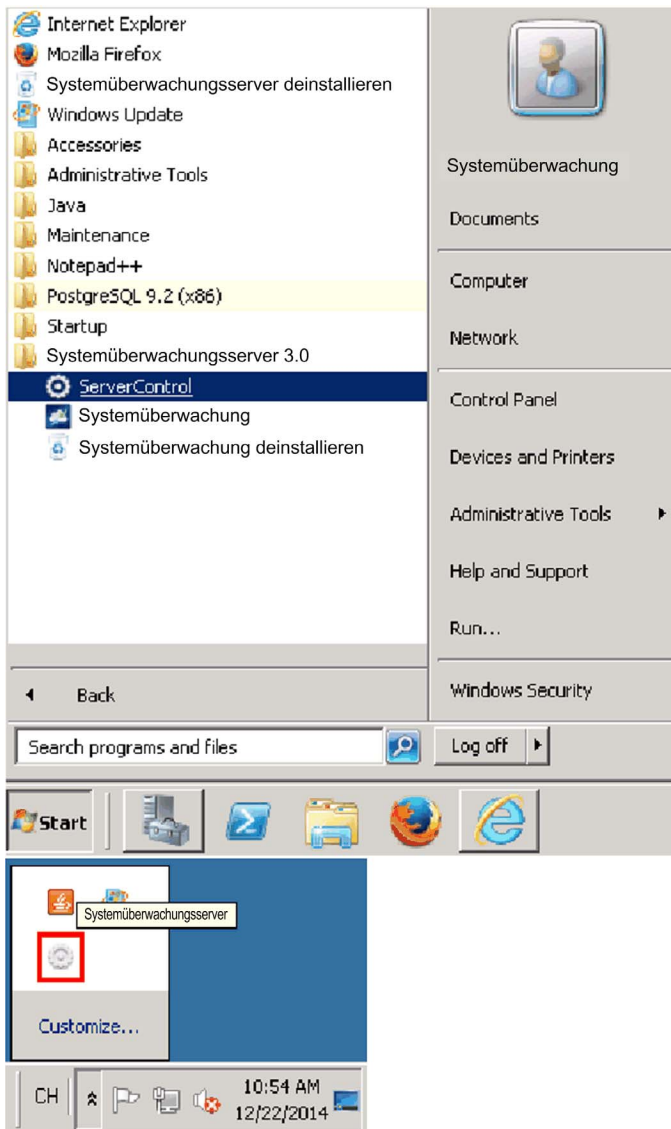 Internet Explorer
Mozilla Firefox
Systemüberwachungsserver deinstallieren
Windows Update
Accessories
Administrative Tools
Java
Maintenance
Notepad++
PostgreSQL 9.2 (x86)
Startup
Systemüberwachungsserver 3.0
ServerControl
Systemüberwachung
Systemüberwachung deinstallieren
Back
Search programs and files
Systemüberwachung
Documents
Computer
Network
Control Panel
Devices and Printers
Administrative Tools
Help and Support
Run...
Windows Security
Log off
Start
Systemüberwachungsserver
Customize...
CH
10:54 AM
12/22/2014